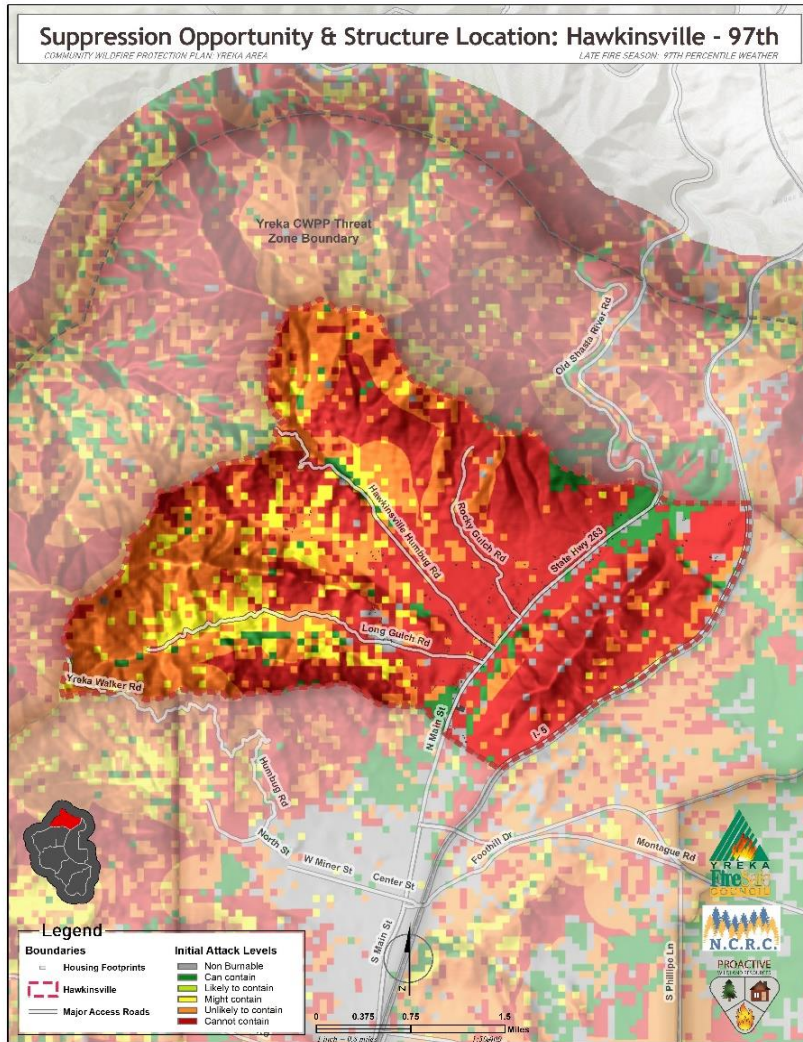 Suppression Opportunity & Structure Location: Hawkinsville - 97th
COMMUNITY WILDFIRE PROTECTION PLAN: YREKA AREA
LATE FIRE SEASON: 97TH PERCENTILE WEATHER
Yreka CWPP Threat
Zone Boundary
Old Shasta River Rd
Hawkinsville Humbug Rd
Rocky Gulch Rd
State Hwy 263
Long Gulch Rd
Yreka Walker Rd
N Main St
I-5
Humbug Rd
North St
W Miner St
Center St
Foothill Dr
Montague Rd
S Main St
S Phillipe Ln
YREKA
FireSafe
COUNCIL
N.C.R.C.
PROACTIVE
Legend
Boundaries
Housing Footprints
Hawkinsville
Major Access Roads
Initial Attack Levels
Non Burnable
Can contain
Likely to contain
Might contain
Unlikely to contain
Cannot contain
N
0 0.375 0.75 1.5
Miles